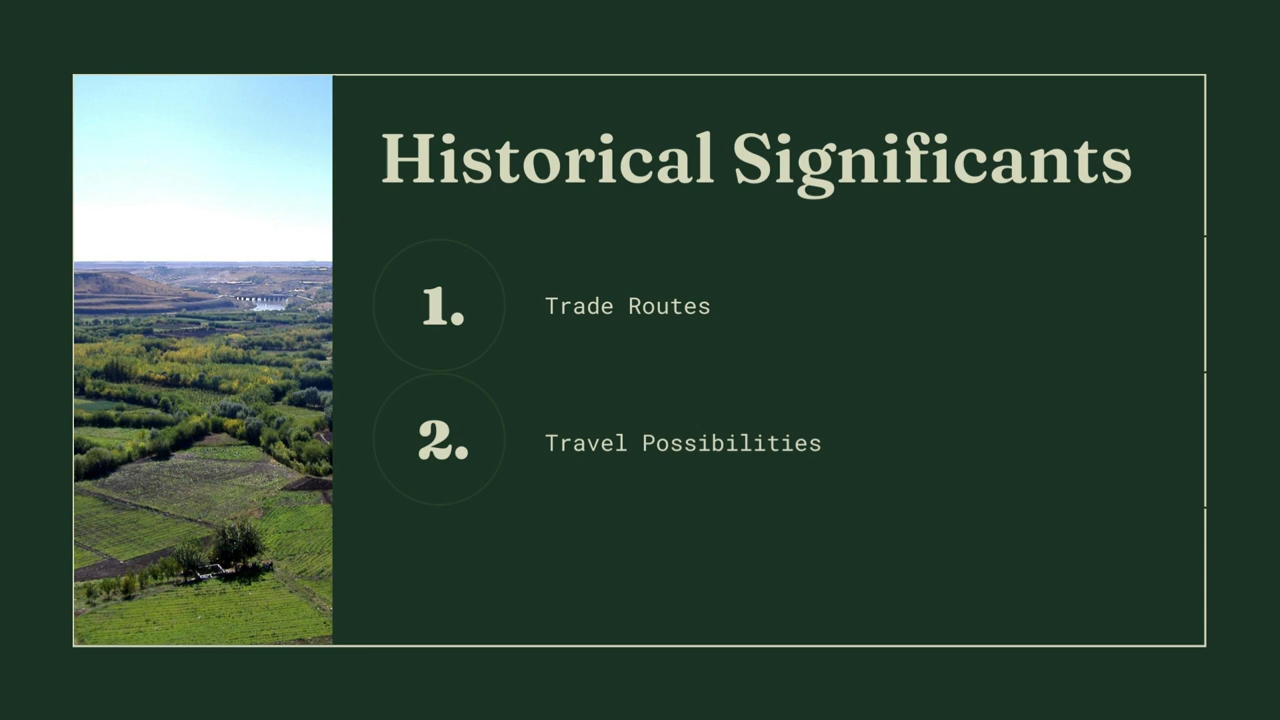 Historical Significants
1. Trade Routes
2. Travel Possibilities